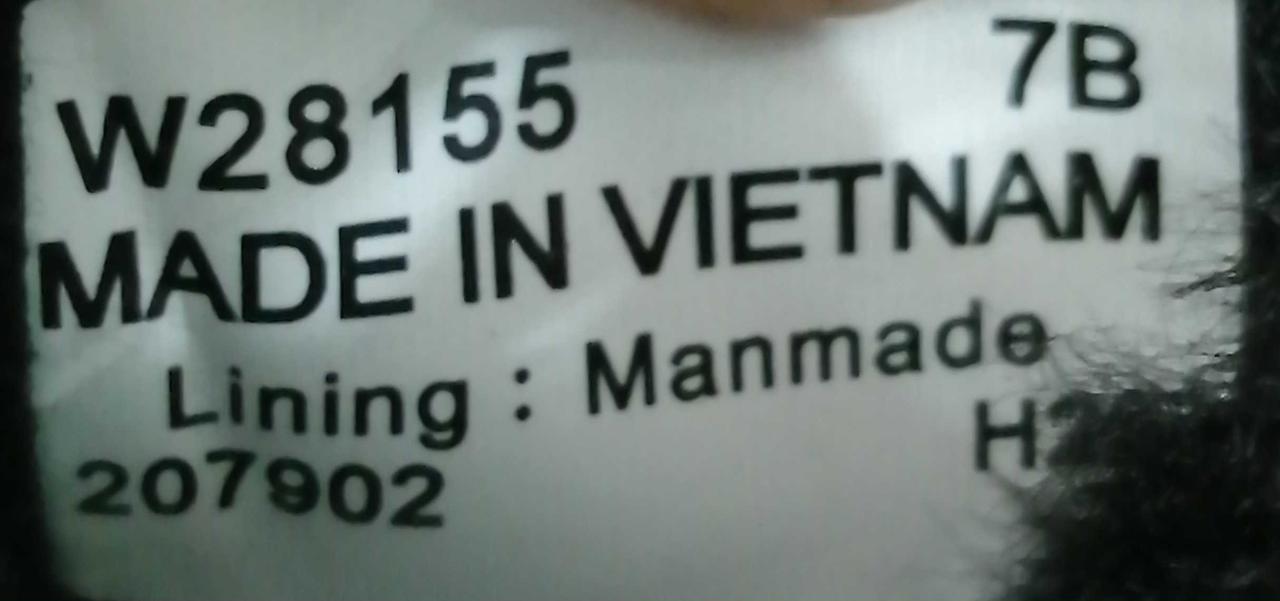 W28155 7B
MADE IN VIETNAM
Lining : Manmade
H
207902